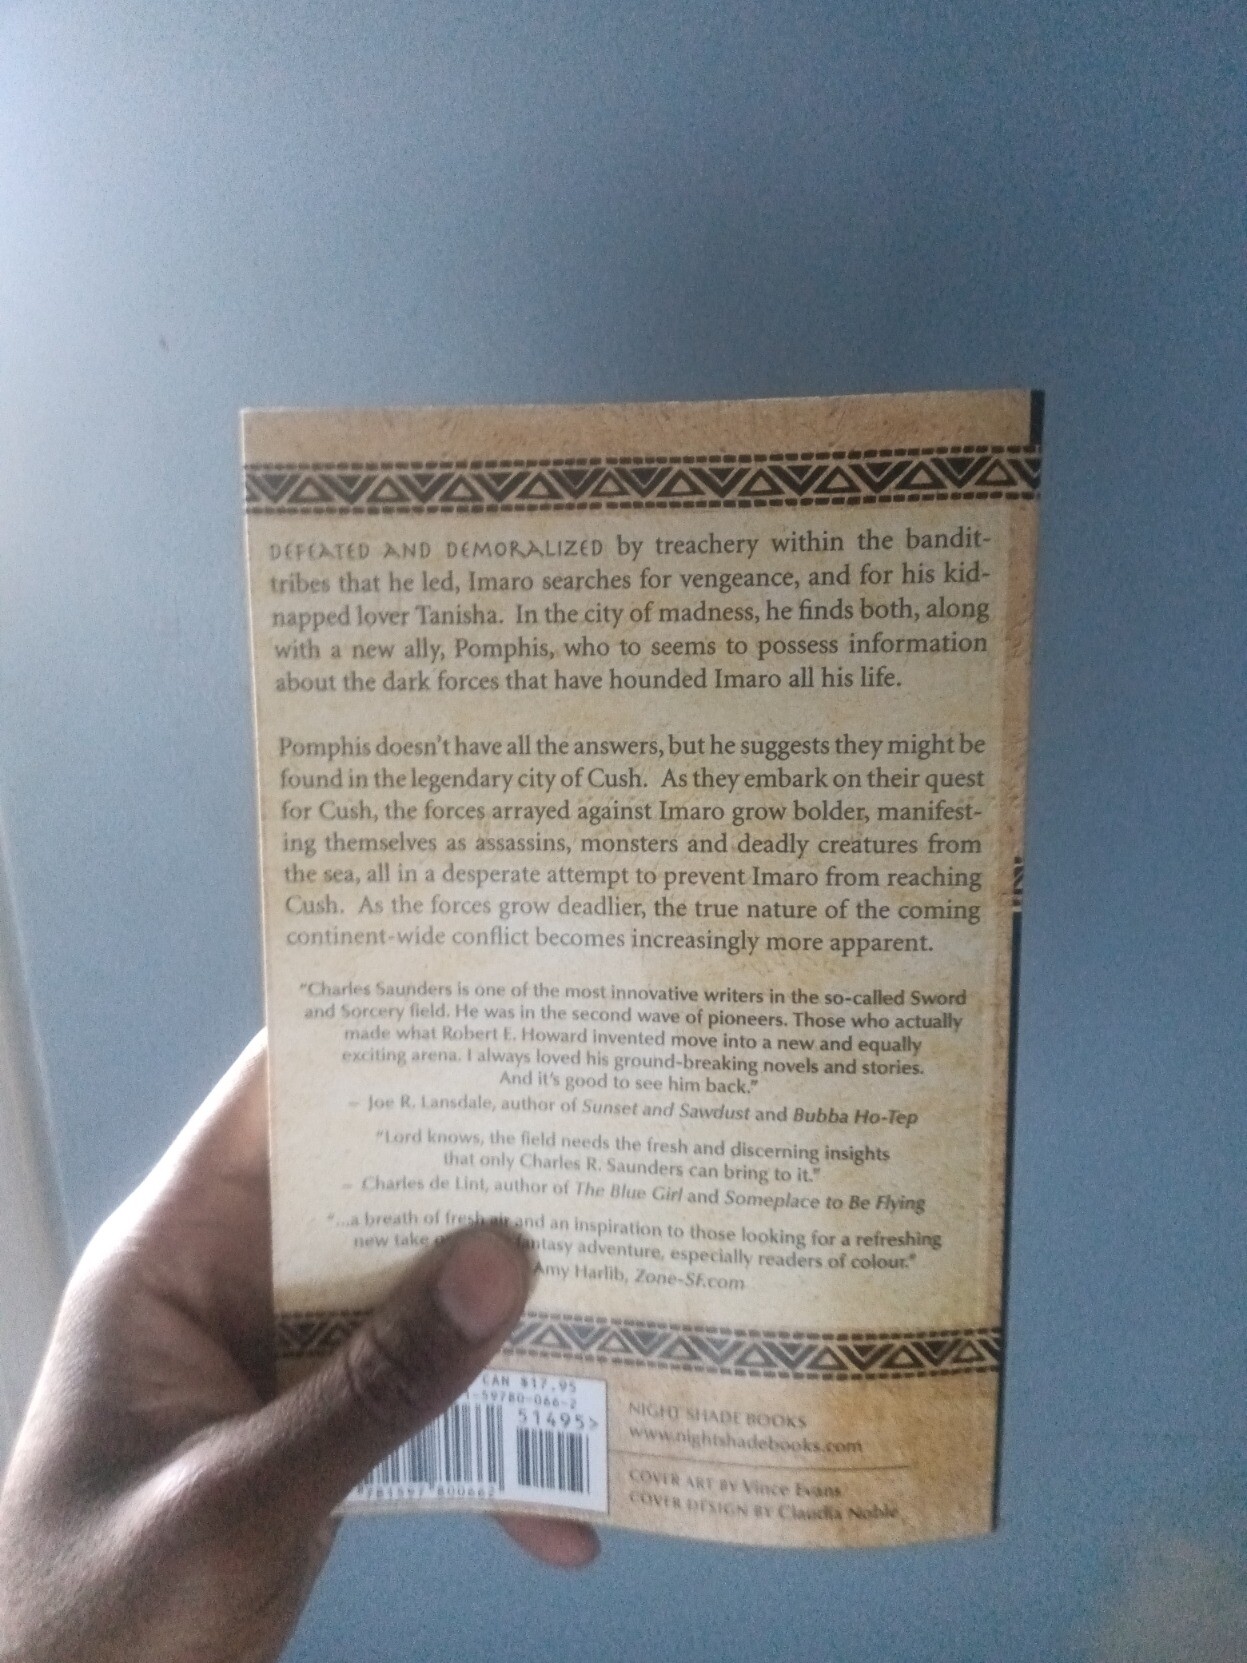 DEFEATED AND DEMORALIZED by treachery within the bandit-
tribes that he led, Imaro searches for vengeance, and for his kid-
napped lover Tanisha. In the city of madness, he finds both, along
with a new ally, Pomphis, who to seems to possess information
about the dark forces that have hounded Imaro all his life.
Pomphis doesn't have all the answers, but he suggests they might be
found in the legendary city of Cush. As they embark on their quest
for Cush, the forces arrayed against Imaro grow bolder, manifest-
ing themselves as assassins, monsters and deadly creatures from
the sea, all in a desperate attempt to prevent Imaro from reaching
Cush. As the forces grow deadlier, the true nature of the coming
continent-wide conflict becomes increasingly more apparent.
"Charles Saunders is one of the most innovative writers in the so-called Sword
and Sorcery field. He was in the second wave of pioneers. Those who actually
made what Robert E. Howard invented move into a new and equally
exciting arena. I always loved his ground-breaking novels and stories.
And it's good to see him back."
– Joe R. Lansdale, author of Sunset and Sawdust and Bubba Ho-Tep
"Lord knows, the field needs the fresh and discerning insights
that only Charles R. Saunders can bring to it."
– Charles de Lint, author of The Blue Girl and Someplace to Be Flying
"...a breath of fresh air and an inspiration to those looking for a refreshing
new take fantasy adventure, especially readers of colour."
Amy Harlib, Zone-SF.com
CAN $17.95
1-59780-066-2
51495>
781597 800662
NIGHT SHADE BOOKS
www.nightshadebooks.com
COVER ART BY Vince Evans
COVER DESIGN BY Claudia Noble